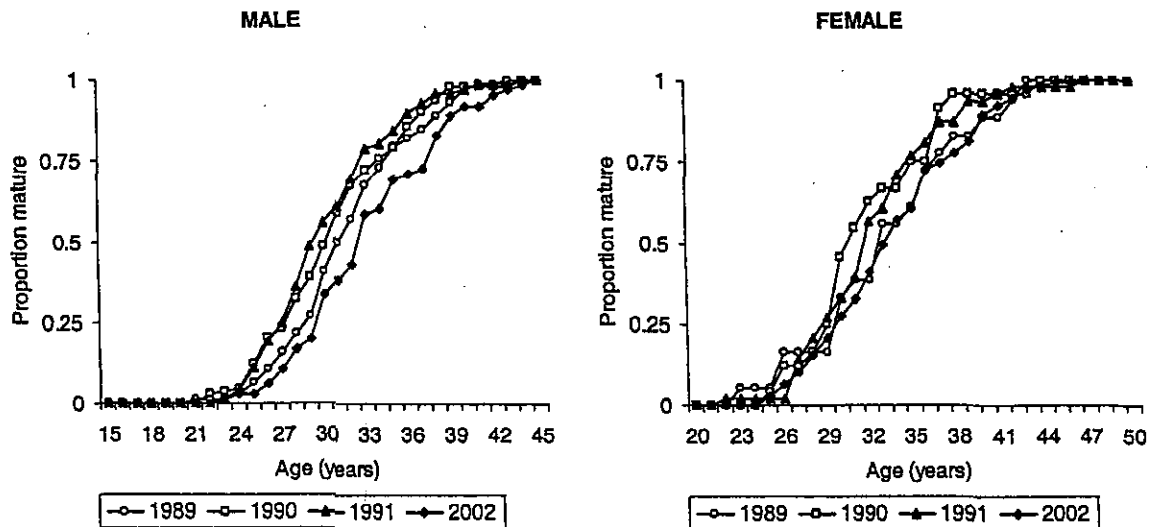 MALE
Proportion mature
1
0.75
0.5
0.25
0
15 18 21 24 27 30 33 36 39 42 45
Age (years)
1989 1990 1991 2002
FEMALE
Proportion mature
1
0.75
0.5
0.25
0
20 23 26 29 32 35 38 41 44 47 50
Age (years)
1989 1990 1991 2002